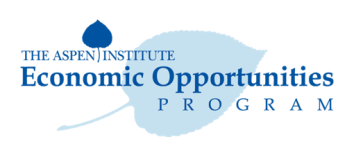 THE ASPEN INSTITUTE
Economic Opportunities
PROGRAM